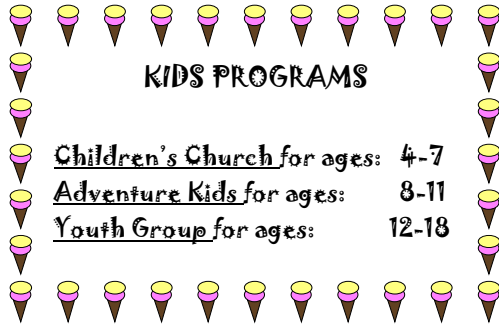 KIDS PROGRAMS
Children's Church for ages: 4-7
Adventure Kids for ages: 8-11
Youth Group for ages: 12-18